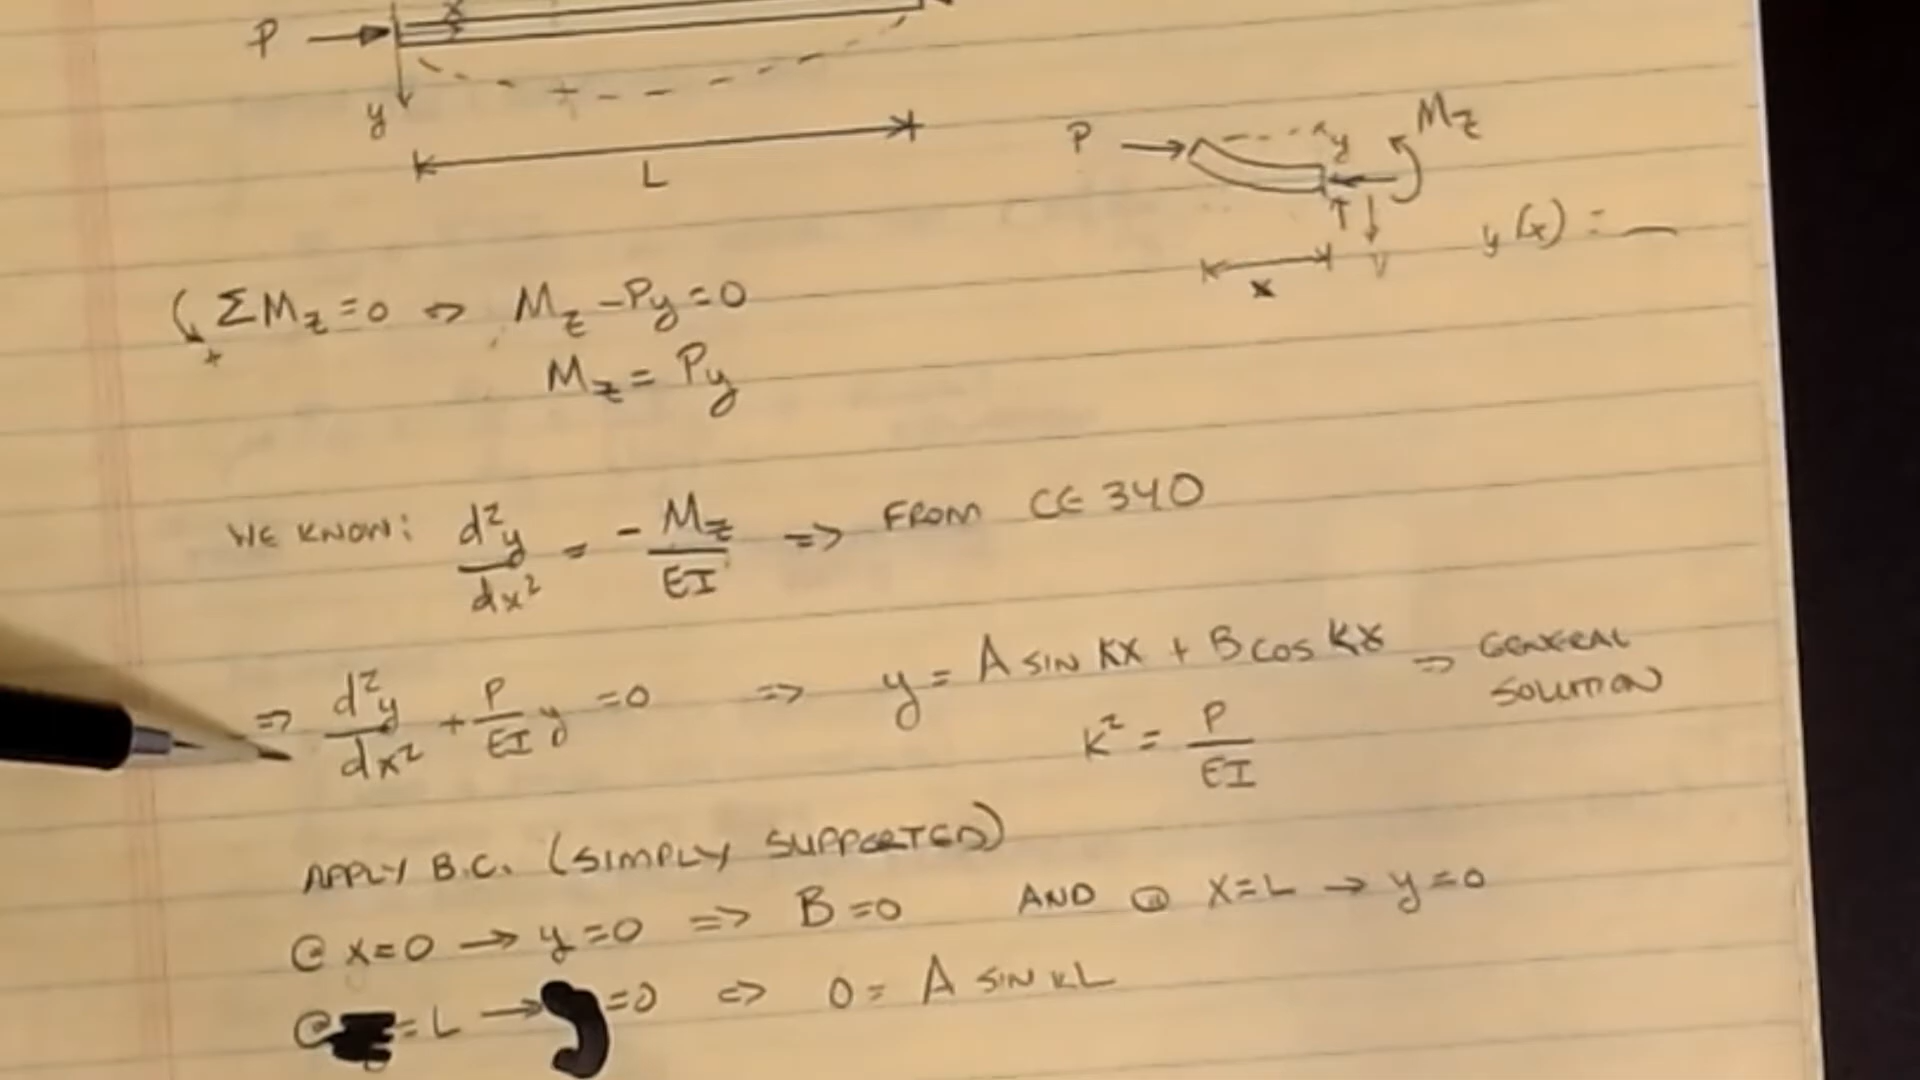 P x
y
L
P y Mz
V y(x) = __
x
ΣMz = 0 ⇒ Mz - Py = 0
+ Mz = Py
WE KNOW: d²y/dx² = - Mz/EI ⇒ FROM CE 340
⇒ d²y/dx² + P/EI y = 0 ⇒ y = A SIN KX + B COS KX ⇒ GENERAL SOLUTION
K² = P/EI
APPLY B.C. (SIMPLY SUPPORTED)
@ X=0 → y=0 ⇒ B=0 AND @ X=L → y=0
@ =L → =0 ⇒ 0 = A SIN KL